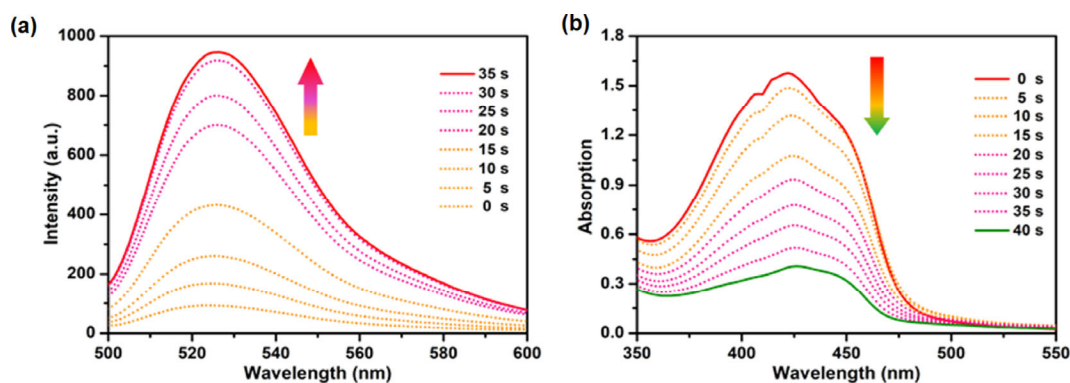 (a)
1000
800
600
400
200
0
Intensity (a.u.)
500 520 540 560 580 600
Wavelength (nm)
35 s
30 s
25 s
20 s
15 s
10 s
5 s
0 s
(b)
1.8
1.5
1.2
0.9
0.6
0.3
0.0
Absorption
350 400 450 500 550
Wavelength (nm)
0 s
5 s
10 s
15 s
20 s
25 s
30 s
35 s
40 s